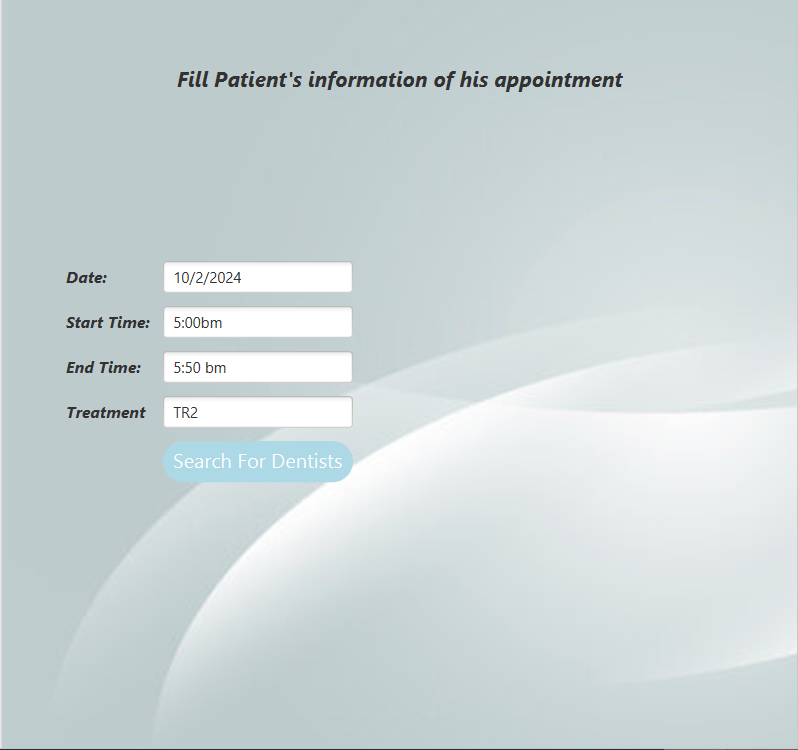 Fill Patient's information of his appointment
Date: 10/2/2024
Start Time: 5:00bm
End Time: 5:50 bm
Treatment TR2
Search For Dentists